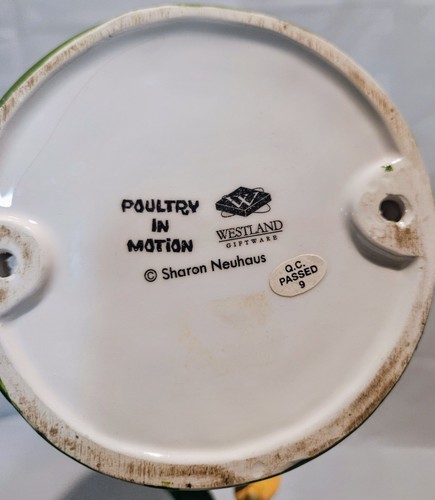 POULTRY
IN
MOTION
W
WESTLAND
GIFTWARE
© Sharon Neuhaus
Q.C.
PASSED
9